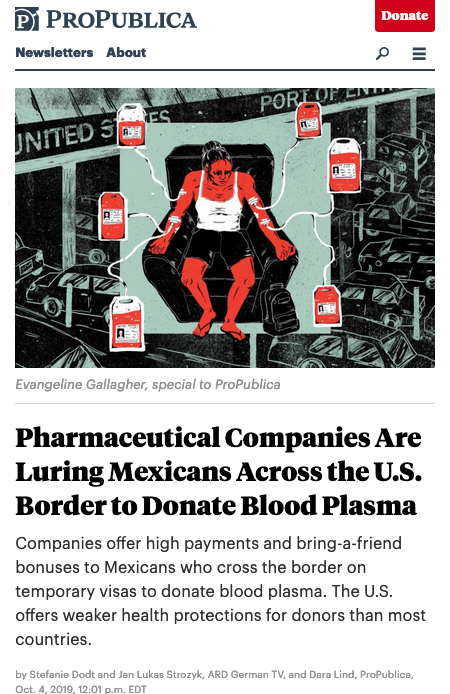 PROPUBLICA
Donate
Newsletters About
UNITED STATES
PORT OF ENTRY
Evangeline Gallagher, special to ProPublica
Pharmaceutical Companies Are
Luring Mexicans Across the U.S.
Border to Donate Blood Plasma
Companies offer high payments and bring-a-friend
bonuses to Mexicans who cross the border on
temporary visas to donate blood plasma. The U.S.
offers weaker health protections for donors than most
countries.
by Stefanie Dodt and Jan Lukas Strozyk, ARD German TV, and Dara Lind, ProPublica,
Oct. 4, 2019, 12:01 p.m. EDT